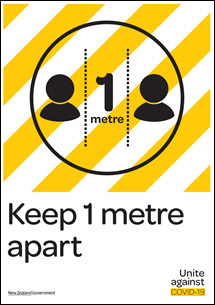 1
metre
Keep 1 metre
apart
New Zealand Government
Unite
against
COVID-19